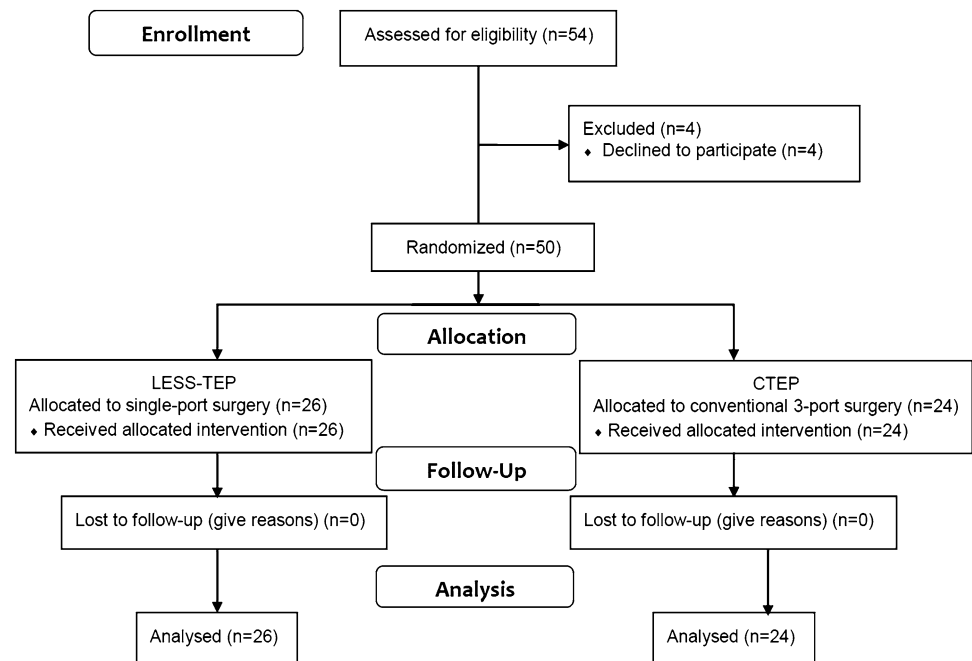 Enrollment
Assessed for eligibility (n=54)
Excluded (n=4)
⬧ Declined to participate (n=4)
Randomized (n=50)
Allocation
LESS-TEP
Allocated to single-port surgery (n=26)
⬧ Received allocated intervention (n=26)
CTEP
Allocated to conventional 3-port surgery (n=24)
⬧ Received allocated intervention (n=24)
Follow-Up
Lost to follow-up (give reasons) (n=0)
Lost to follow-up (give reasons) (n=0)
Analysis
Analysed (n=26)
Analysed (n=24)